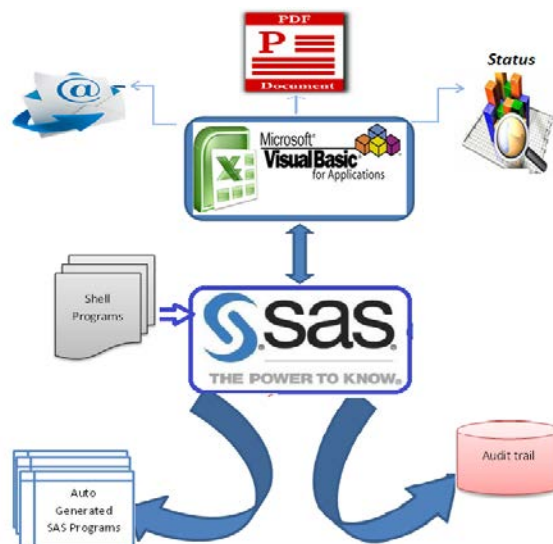 PDF
P
Document
@
Status
X
Microsoft®
Visual Basic®
for Applications
Shell
Programs
S.sas.
THE POWER TO KNOW®
Audit trail
Auto
Generated
SAS Programs